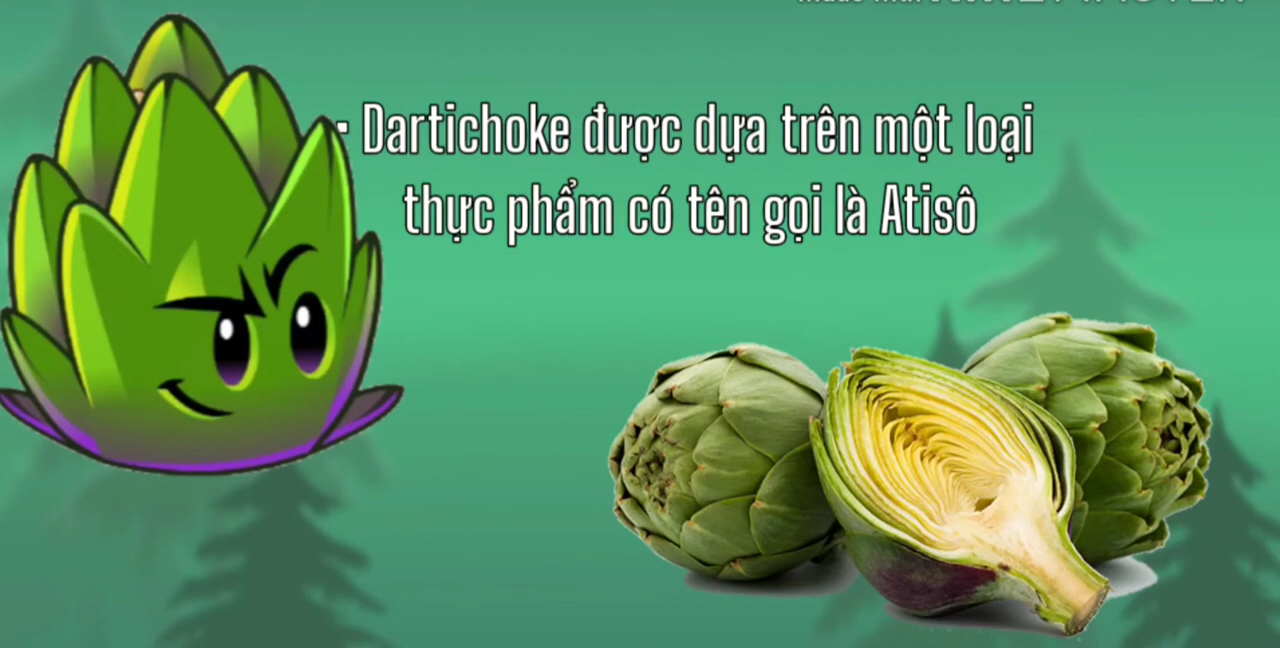 - Dartichoke được dựa trên một loại
thực phẩm có tên gọi là Atisô